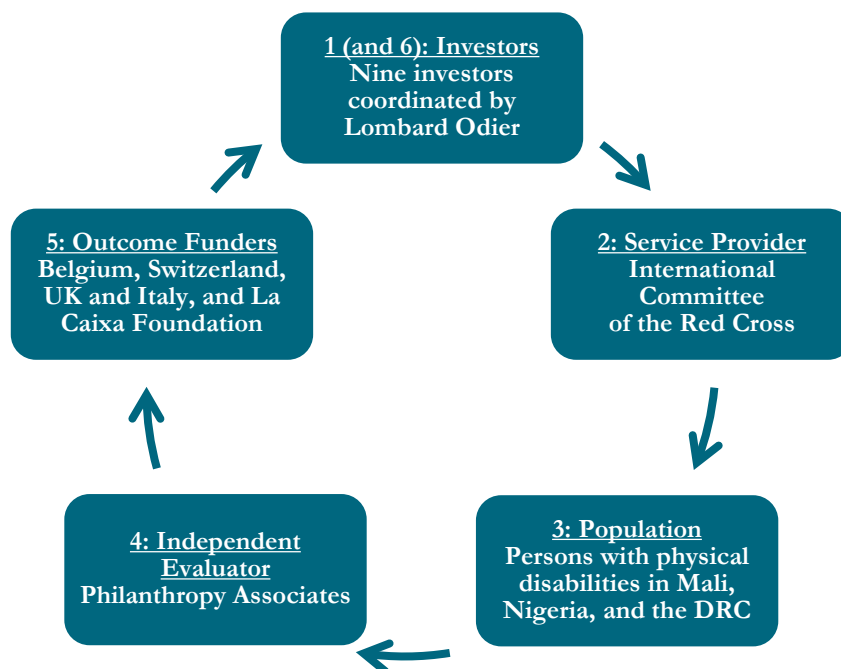 1 (and 6): Investors
Nine investors
coordinated by
Lombard Odier
2: Service Provider
International
Committee
of the Red Cross
3: Population
Persons with physical
disabilities in Mali,
Nigeria, and the DRC
4: Independent
Evaluator
Philanthropy Associates
5: Outcome Funders
Belgium, Switzerland,
UK and Italy, and La
Caixa Foundation